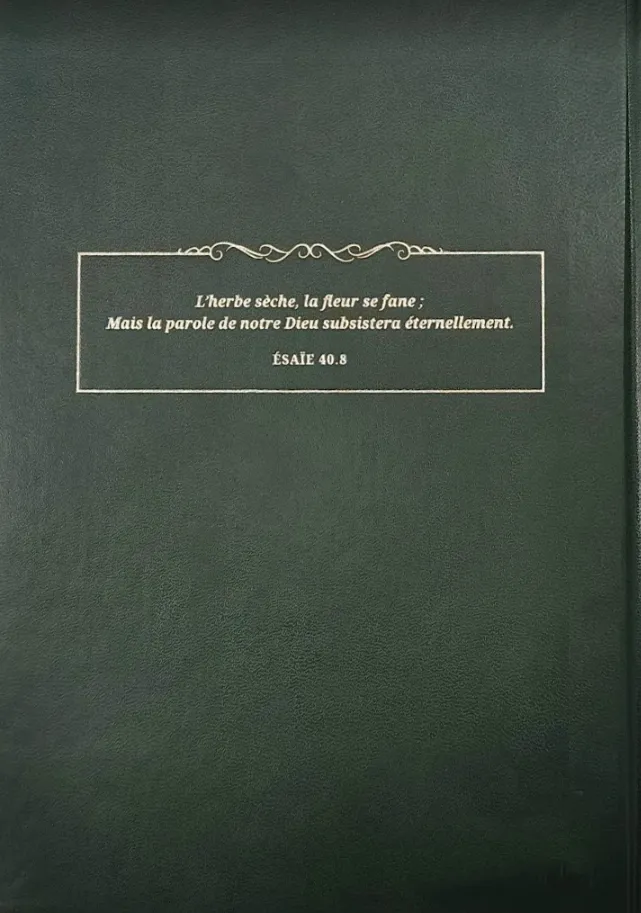 L'herbe sèche, la fleur se fane ;
Mais la parole de notre Dieu subsistera éternellement.
ÉSAÏE 40.8